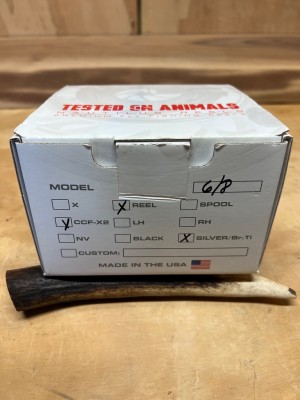 TESTED ON ANIMALS
MODEL 6/8
X X REEL SPOOL
X CCF-X2 LH RH
NV BLACK X SILVER/Br.Ti
CUSTOM:
MADE IN THE USA